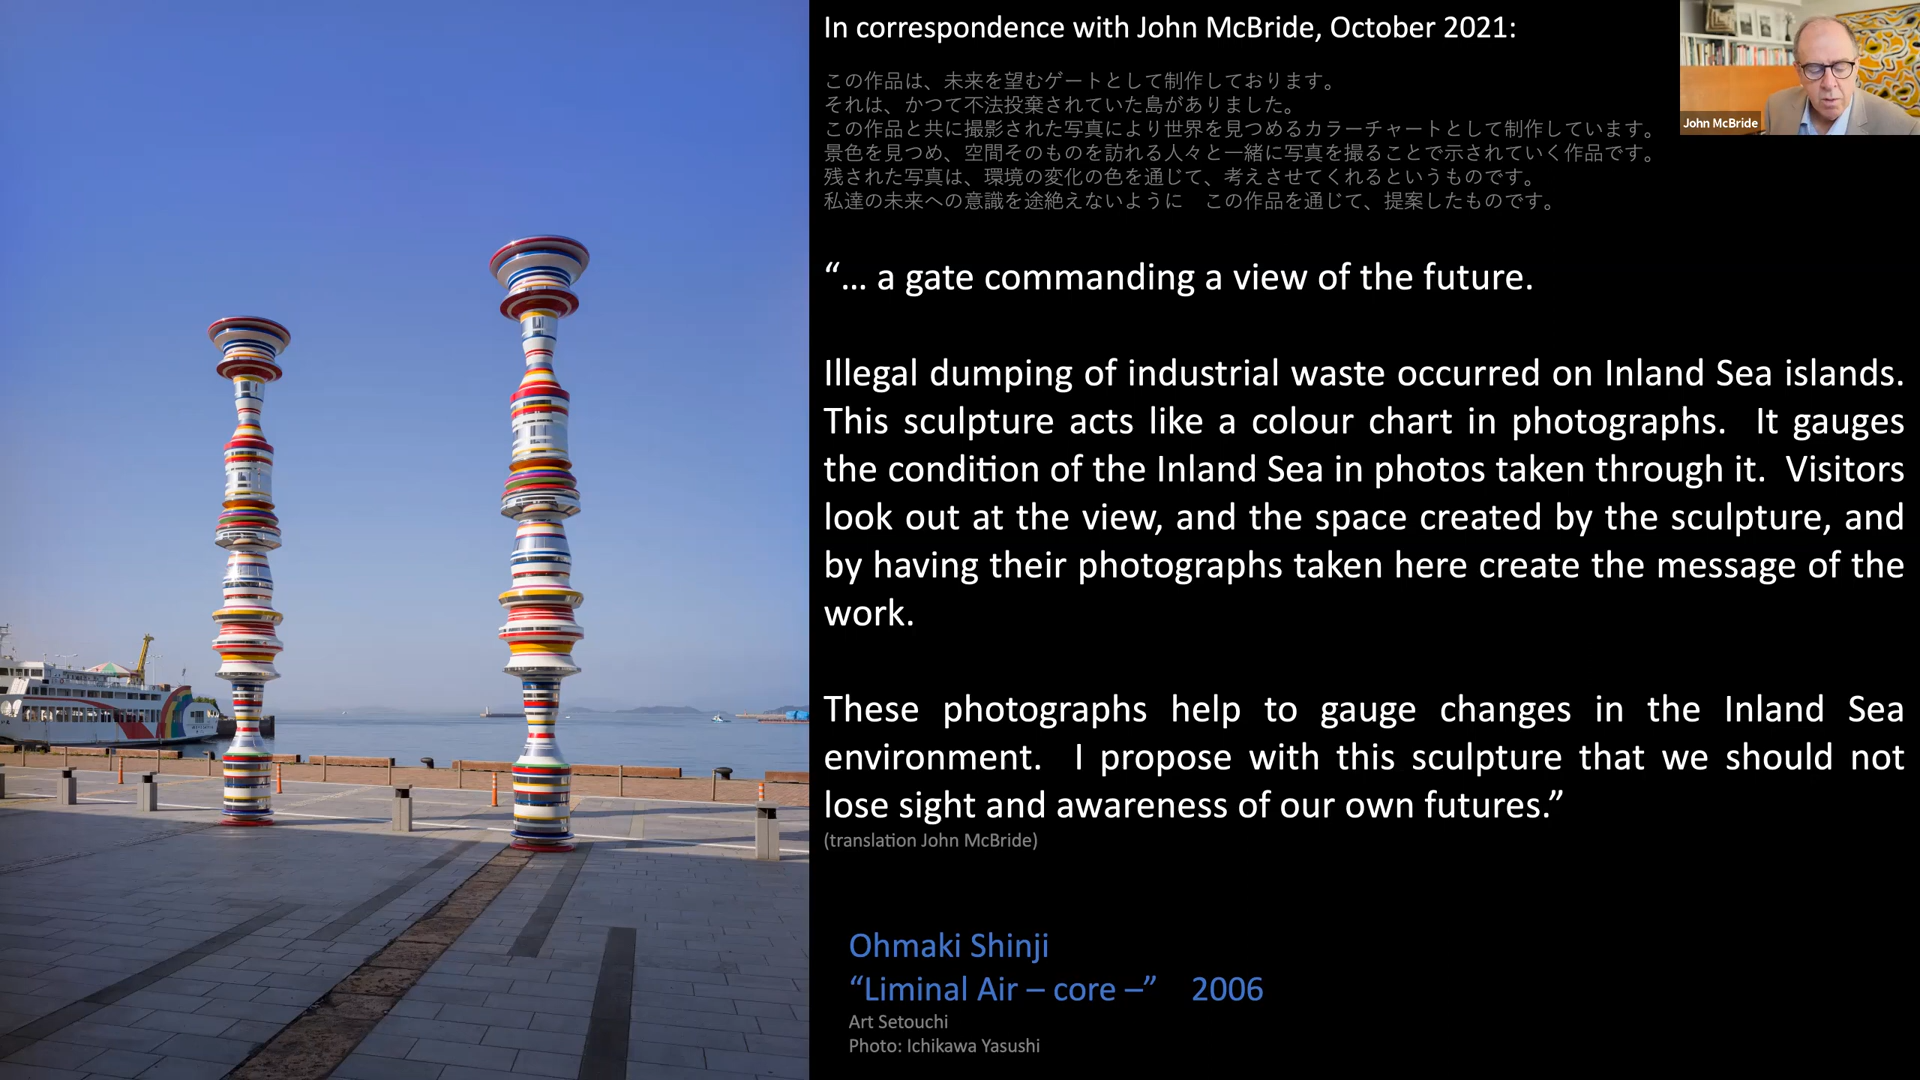 In correspondence with John McBride, October 2021:
この作品は、未来を望むゲートとして制作しております。
それは、かつて不法投棄されていた島がありました。
この作品と共に撮影された写真により世界を見つめるカラーチャートとして制作しています。
景色を見つめ、空間そのものを訪れる人々と一緒に写真を撮ることで示されていく作品です。
残された写真は、環境の変化の色を通じて、考えさせてくれるというものです。
私達の未来への意識を途絶えないように　この作品を通じて、提案したものです。
“... a gate commanding a view of the future.
Illegal dumping of industrial waste occurred on Inland Sea islands.
This sculpture acts like a colour chart in photographs. It gauges
the condition of the Inland Sea in photos taken through it. Visitors
look out at the view, and the space created by the sculpture, and
by having their photographs taken here create the message of the
work.
These photographs help to gauge changes in the Inland Sea
environment. I propose with this sculpture that we should not
lose sight and awareness of our own futures.”
(translation John McBride)
Ohmaki Shinji
“Liminal Air – core –” 2006
Art Setouchi
Photo: Ichikawa Yasushi
John McBride